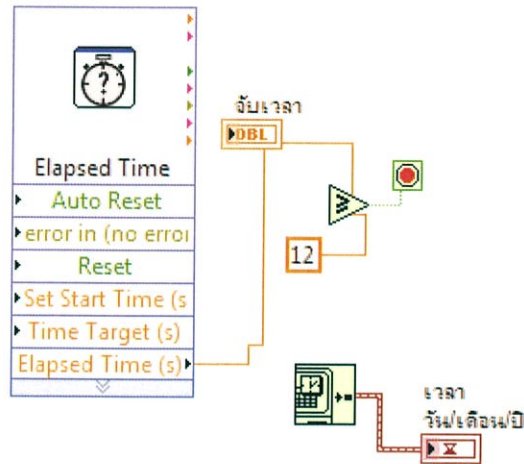 จับเวลา
DBL
Elapsed Time
Auto Reset
error in (no error
Reset
Set Start Time (s
Time Target (s)
Elapsed Time (s)
12
เวลา
วัน/เดือน/ปี